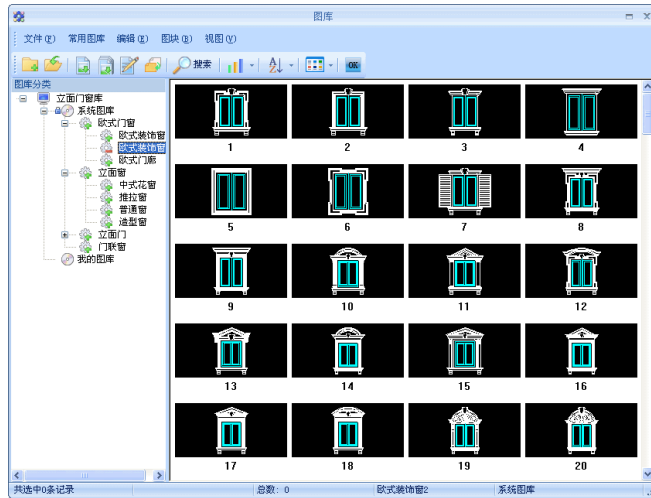 图库
文件(F) 常用图库 编辑(E) 图块(B) 视图(V)
搜索 OK
图库分类
立面门窗库
系统图库
欧式门窗
欧式装饰窗
欧式装饰窗
欧式门廊
立面窗
中式花窗
推拉窗
普通窗
造型窗
立面门
门联窗
我的图库
1 2 3 4
5 6 7 8
9 10 11 12
13 14 15 16
17 18 19 20
共选中0条记录 总数: 0 欧式装饰窗2 系统图库